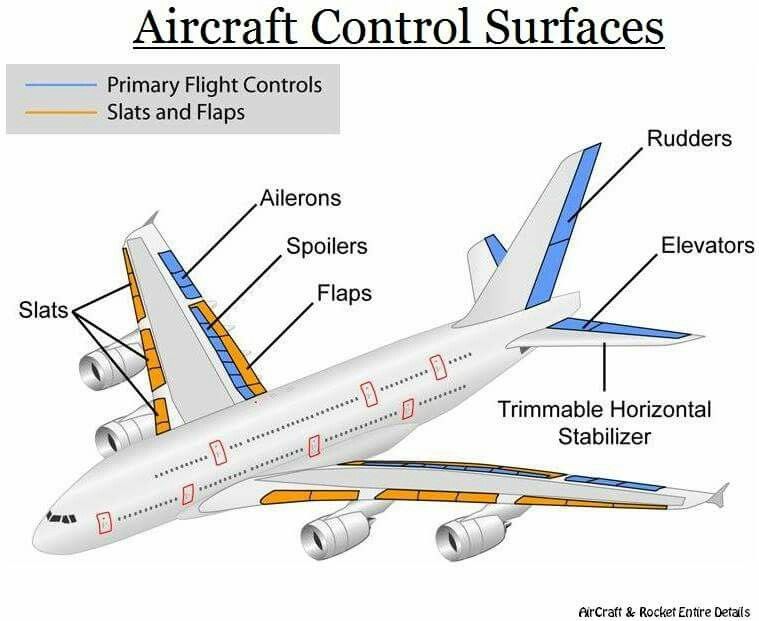 Aircraft Control Surfaces
Primary Flight Controls
Slats and Flaps
Rudders
Ailerons
Spoilers
Elevators
Flaps
Slats
Trimmable Horizontal
Stabilizer
AirCraft & Rocket Entire Details